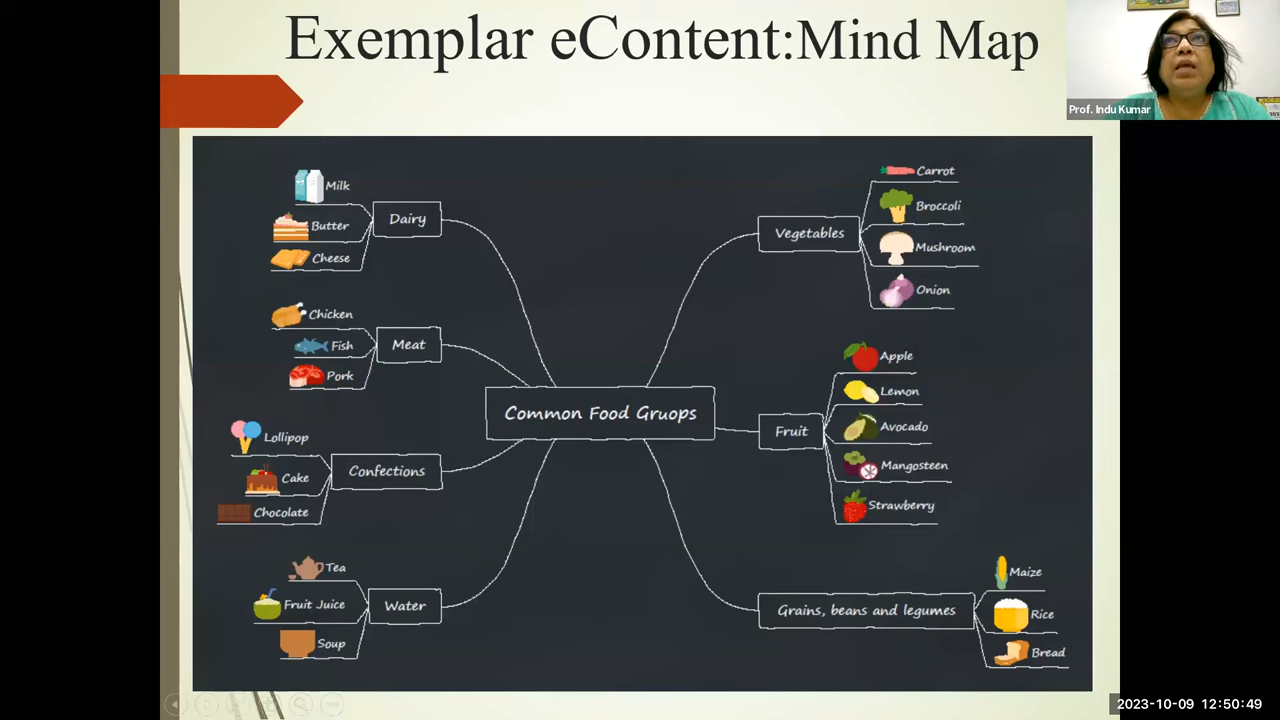 Exemplar eContent:Mind Map
Prof. Indu Kumar
Milk
Butter
Cheese
Dairy
Chicken
Fish
Pork
Meat
Lollipop
Cake
Chocolate
Confections
Tea
Fruit Juice
Soup
Water
Common Food Gruops
Vegetables
Carrot
Broccoli
Mushroom
Onion
Fruit
Apple
Lemon
Avocado
Mangosteen
Strawberry
Grains, beans and legumes
Maize
Rice
Bread
2023-10-09 12:50:49